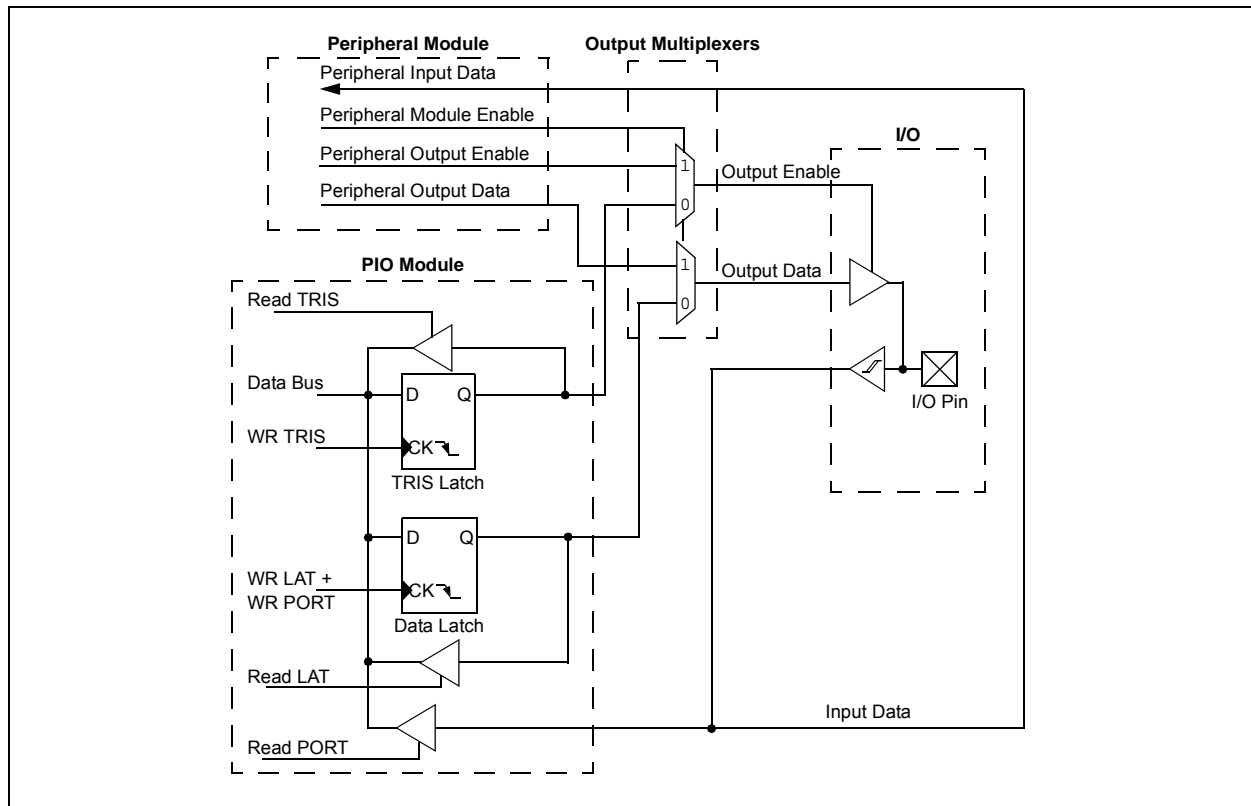 Peripheral Module
Output Multiplexers
Peripheral Input Data
Peripheral Module Enable
I/O
Peripheral Output Enable
1
Output Enable
Peripheral Output Data
0
PIO Module
1
Output Data
Read TRIS
0
Data Bus
D
Q
I/O Pin
WR TRIS
CK
TRIS Latch
D
Q
WR LAT +
WR PORT
CK
Data Latch
Read LAT
Input Data
Read PORT